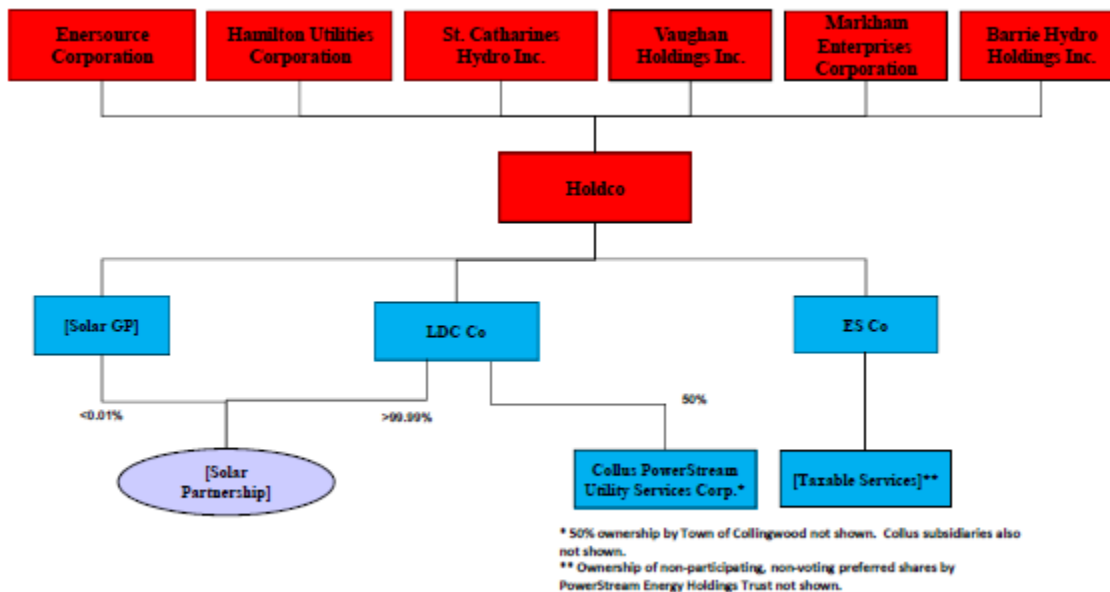 Enersource
Corporation
Hamilton Utilities
Corporation
St. Catharines
Hydro Inc.
Vaughan
Holdings Inc.
Markham
Enterprises
Corporation
Barrie Hydro
Holdings Inc.
Holdco
[Solar GP]
LDC Co
ES Co
<0.01%
>99.99%
50%
[Solar
Partnership]
Collus PowerStream
Utility Services Corp.*
[Taxable Services]**
* 50% ownership by Town of Collingwood not shown. Collus subsidiaries also
not shown.
** Ownership of non-participating, non-voting preferred shares by
PowerStream Energy Holdings Trust not shown.